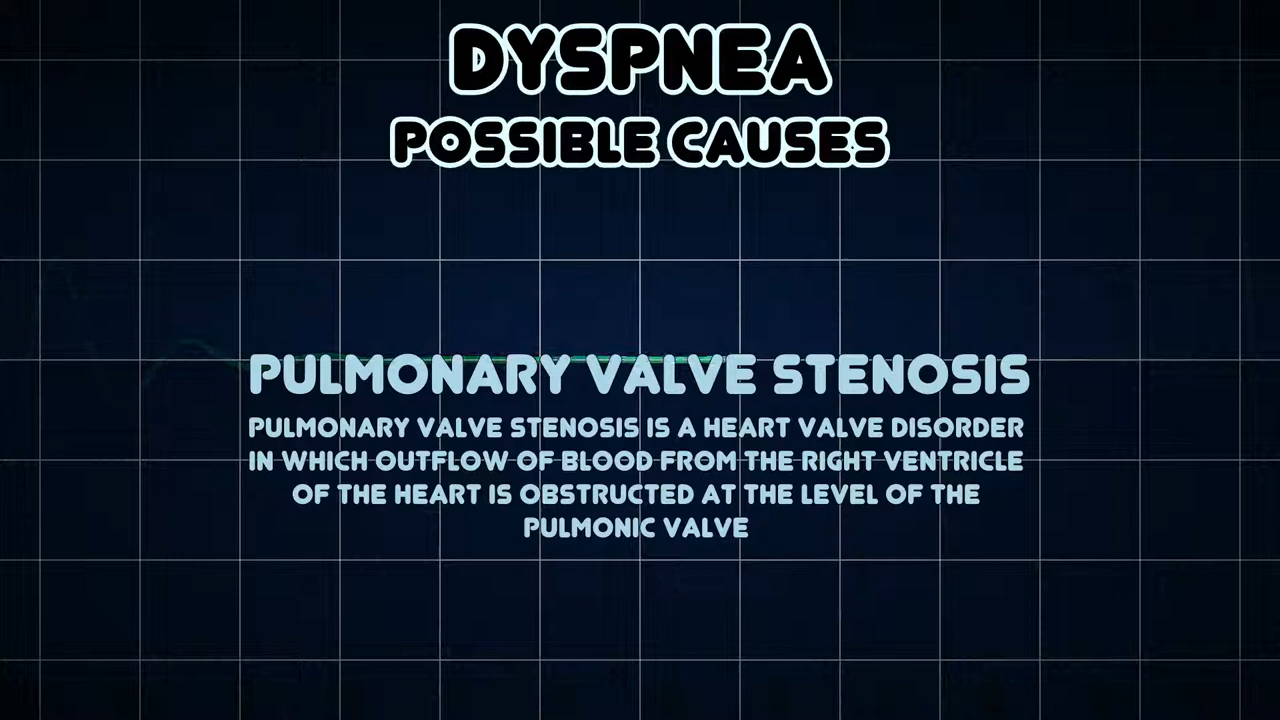 DYSPNEA
POSSIBLE CAUSES
PULMONARY VALVE STENOSIS
PULMONARY VALVE STENOSIS IS A HEART VALVE DISORDER
IN WHICH OUTFLOW OF BLOOD FROM THE RIGHT VENTRICLE
OF THE HEART IS OBSTRUCTED AT THE LEVEL OF THE
PULMONIC VALVE